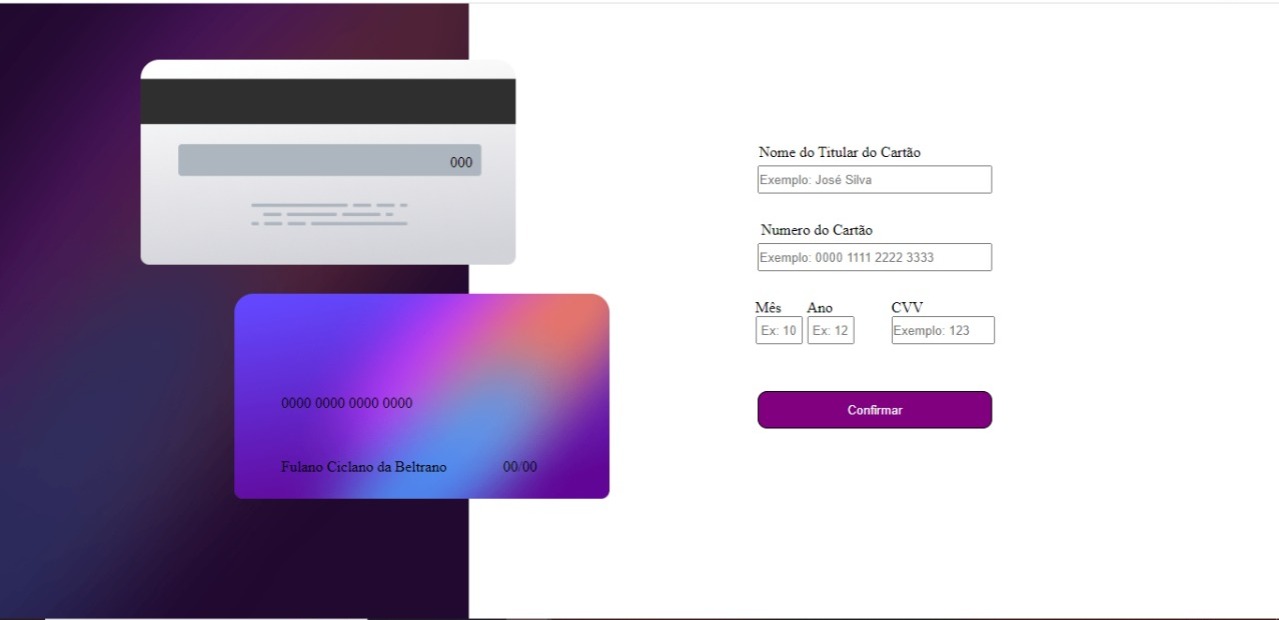 000
0000 0000 0000 0000
Fulano Ciclano da Beltrano 00/00
Nome do Titular do Cartão
Exemplo: José Silva
Numero do Cartão
Exemplo: 0000 1111 2222 3333
Mês Ano CVV
Ex: 10 Ex: 12 Exemplo: 123
Confirmar